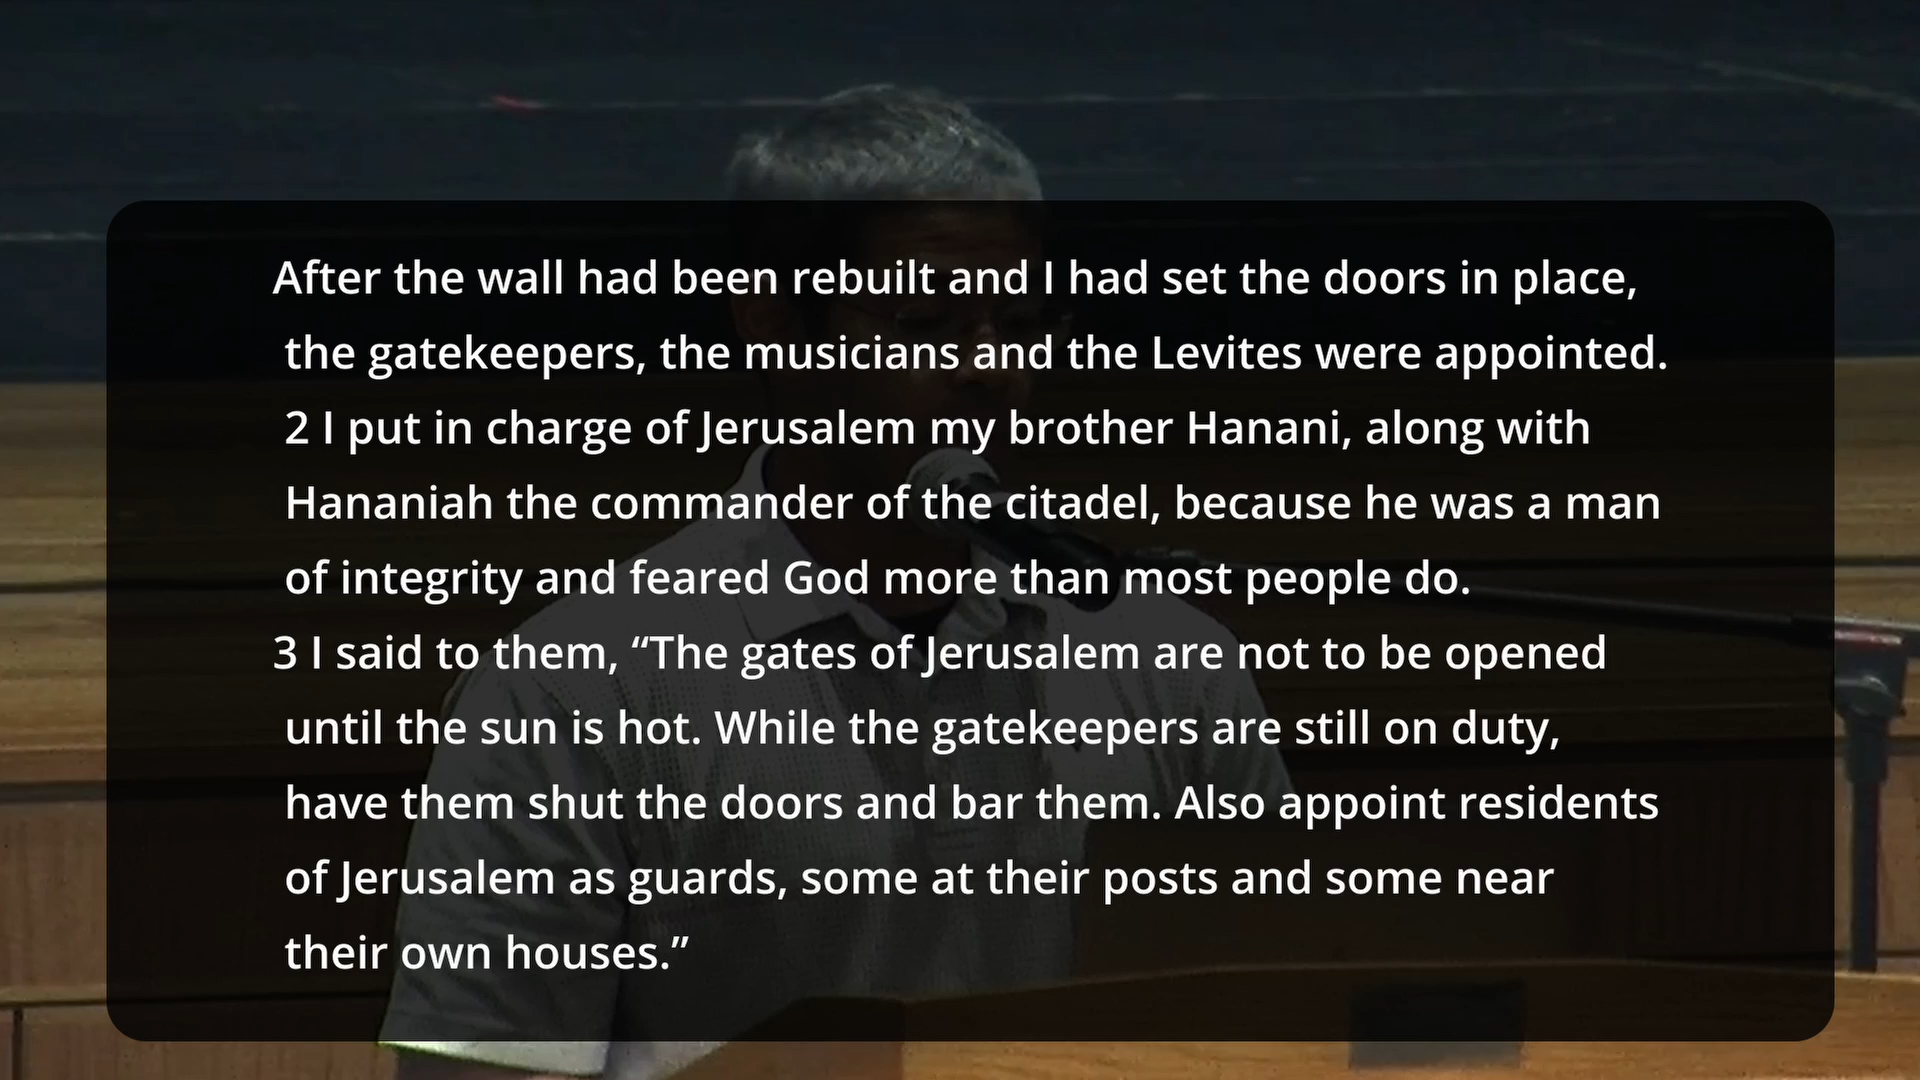 After the wall had been rebuilt and I had set the doors in place,
the gatekeepers, the musicians and the Levites were appointed.
2 I put in charge of Jerusalem my brother Hanani, along with
Hananiah the commander of the citadel, because he was a man
of integrity and feared God more than most people do.
3 I said to them, “The gates of Jerusalem are not to be opened
until the sun is hot. While the gatekeepers are still on duty,
have them shut the doors and bar them. Also appoint residents
of Jerusalem as guards, some at their posts and some near
their own houses.”